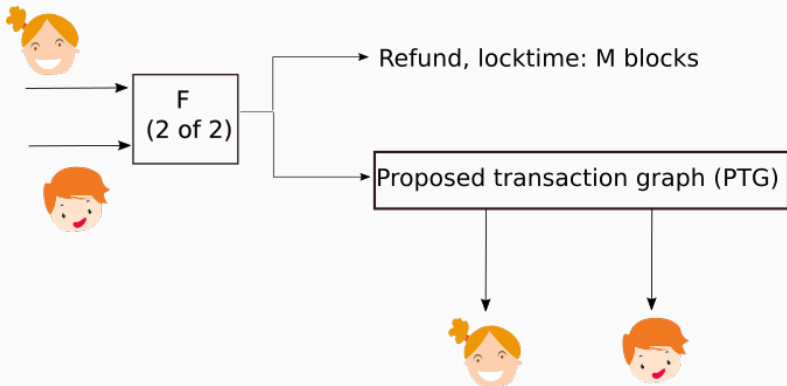 Refund, locktime: M blocks
F
(2 of 2)
Proposed transaction graph (PTG)